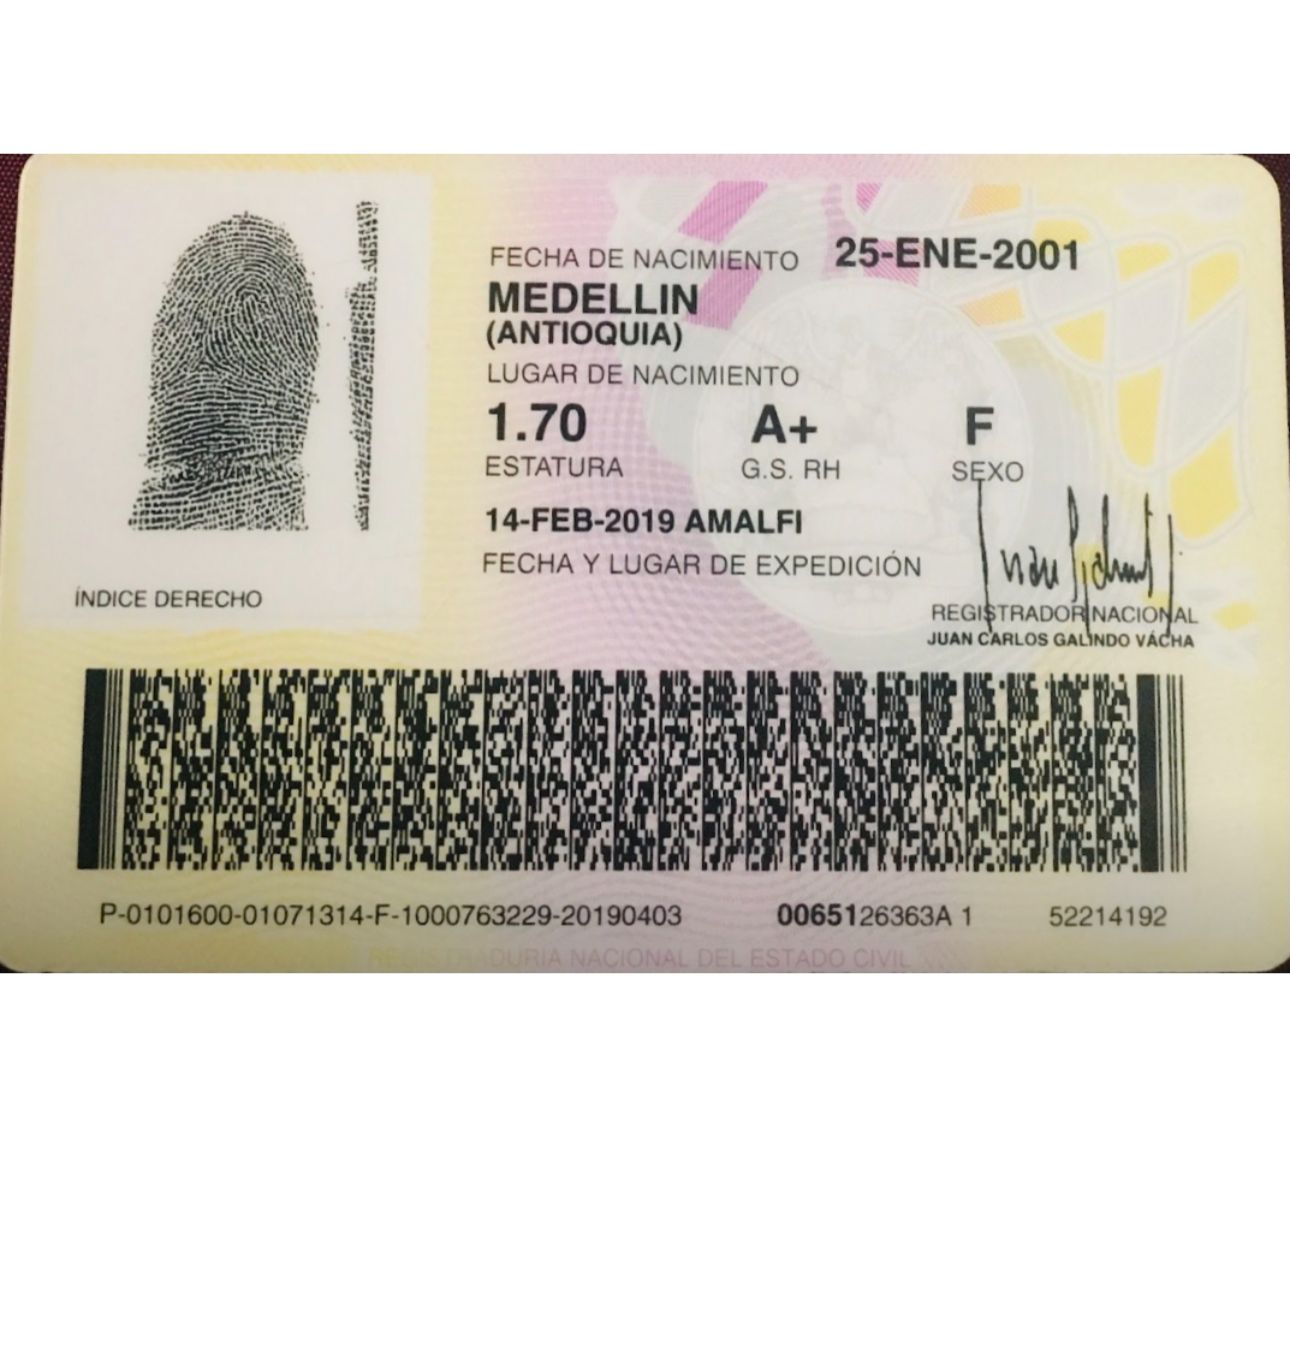 FECHA DE NACIMIENTO 25-ENE-2001
MEDELLIN
(ANTIOQUIA)
LUGAR DE NACIMIENTO
1.70 A+ F
ESTATURA G.S. RH SEXO
14-FEB-2019 AMALFI
FECHA Y LUGAR DE EXPEDICIÓN
ÍNDICE DERECHO
REGISTRADOR NACIONAL
JUAN CARLOS GALINDO VÁCHA
P-0101600-01071314-F-1000763229-20190403 0065126363A 1 52214192
REGISTRADURIA NACIONAL DEL ESTADO CIVIL